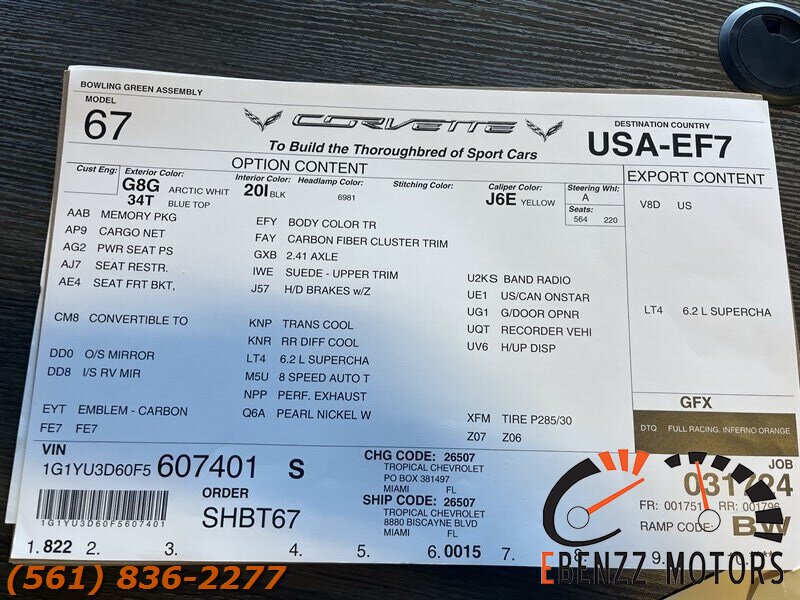 BOWLING GREEN ASSEMBLY
MODEL
67
CORVETTE
To Build the Thoroughbred of Sport Cars
DESTINATION COUNTRY
USA-EF7
OPTION CONTENT
EXPORT CONTENT
Cust Eng: Exterior Color: Interior Color: Headlamp Color: Stitching Color: Caliper Color: Steering Whl:
G8G ARCTIC WHIT 20I BLK 6981 J6E YELLOW A
34T BLUE TOP
Seats:
564 220
V8D US
AAB MEMORY PKG
AP9 CARGO NET
AG2 PWR SEAT PS
AJ7 SEAT RESTR.
AE4 SEAT FRT BKT,
CM8 CONVERTIBLE TO
DD0 O/S MIRROR
DD8 I/S RV MIR
EYT EMBLEM - CARBON
FE7 FE7
EFY BODY COLOR TR
FAY CARBON FIBER CLUSTER TRIM
GXB 2.41 AXLE
IWE SUEDE - UPPER TRIM
J57 H/D BRAKES w/Z
KNP TRANS COOL
KNR RR DIFF COOL
LT4 6.2 L SUPERCHA
M5U 8 SPEED AUTO T
NPP PERF. EXHAUST
Q6A PEARL NICKEL W
U2KS BAND RADIO
UE1 US/CAN ONSTAR
UG1 G/DOOR OPNR
UQT RECORDER VEHI
UV6 H/UP DISP
XFM TIRE P285/30
Z07 Z06
LT4 6.2 L SUPERCHA
GFX
DTQ FULL RACING, INFERNO ORANGE
VIN
1G1YU3D60F5 607401 S
1G1YU3D60F5607401
ORDER
SHBT67
CHG CODE: 26507
TROPICAL CHEVROLET
PO BOX 381497
MIAMI FL
SHIP CODE: 26507
TROPICAL CHEVROLET
8880 BISCAYNE BLVD
MIAMI FL
JOB
031724
FR: 001751 RR: 001796
RAMP CODE: BW
1. 822 2. 3. 4. 5. 6. 0015 7. 8. 9.
(561) 836-2277
EBENZZ MOTORS